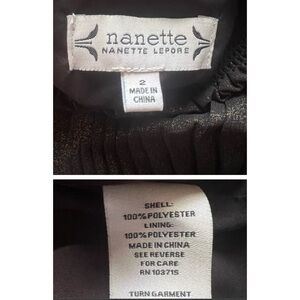 nanette
NANETTE LEPORE
2
MADE IN
CHINA
SHELL:
100% POLYESTER
LINING:
100% POLYESTER
MADE IN CHINA
SEE REVERSE
FOR CARE
RN 103715
TURN GARMENT